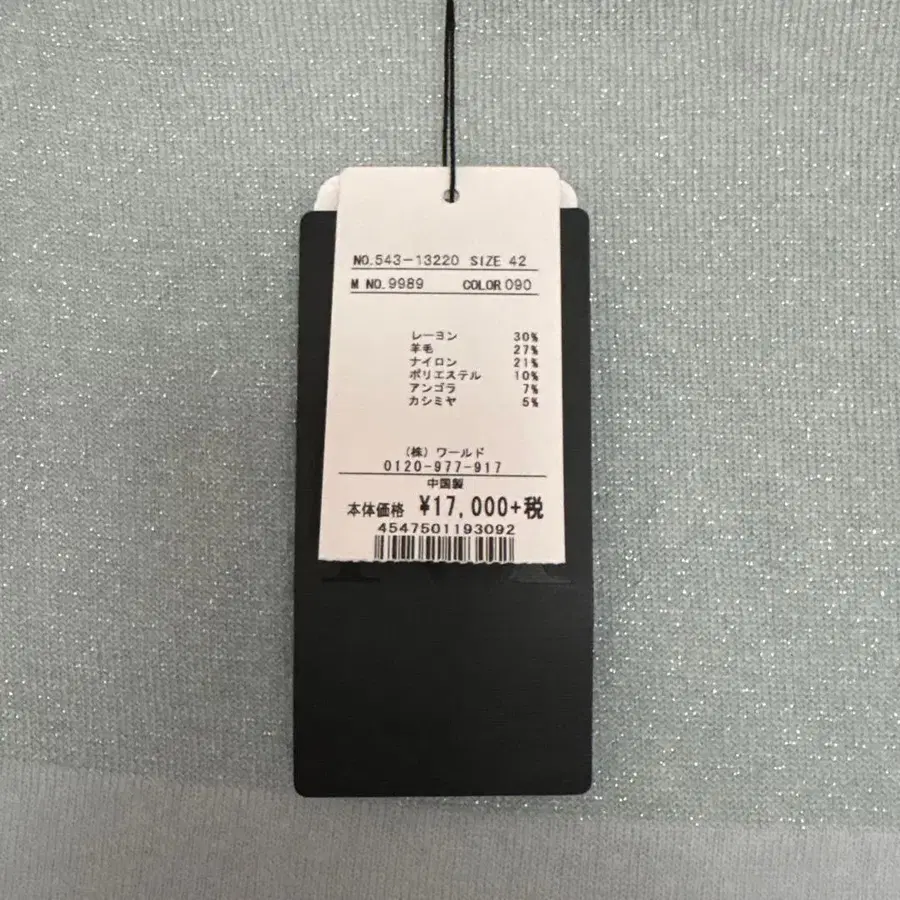 NO.543-13220 SIZE 42
M NO.9989 COLOR 090
レーヨン 30%
羊毛 27%
ナイロン 21%
ポリエステル 10%
アンゴラ 7%
カシミヤ 5%
(株)ワールド
0120-977-917
中国製
本体価格 ¥17,000+税
4547501193092